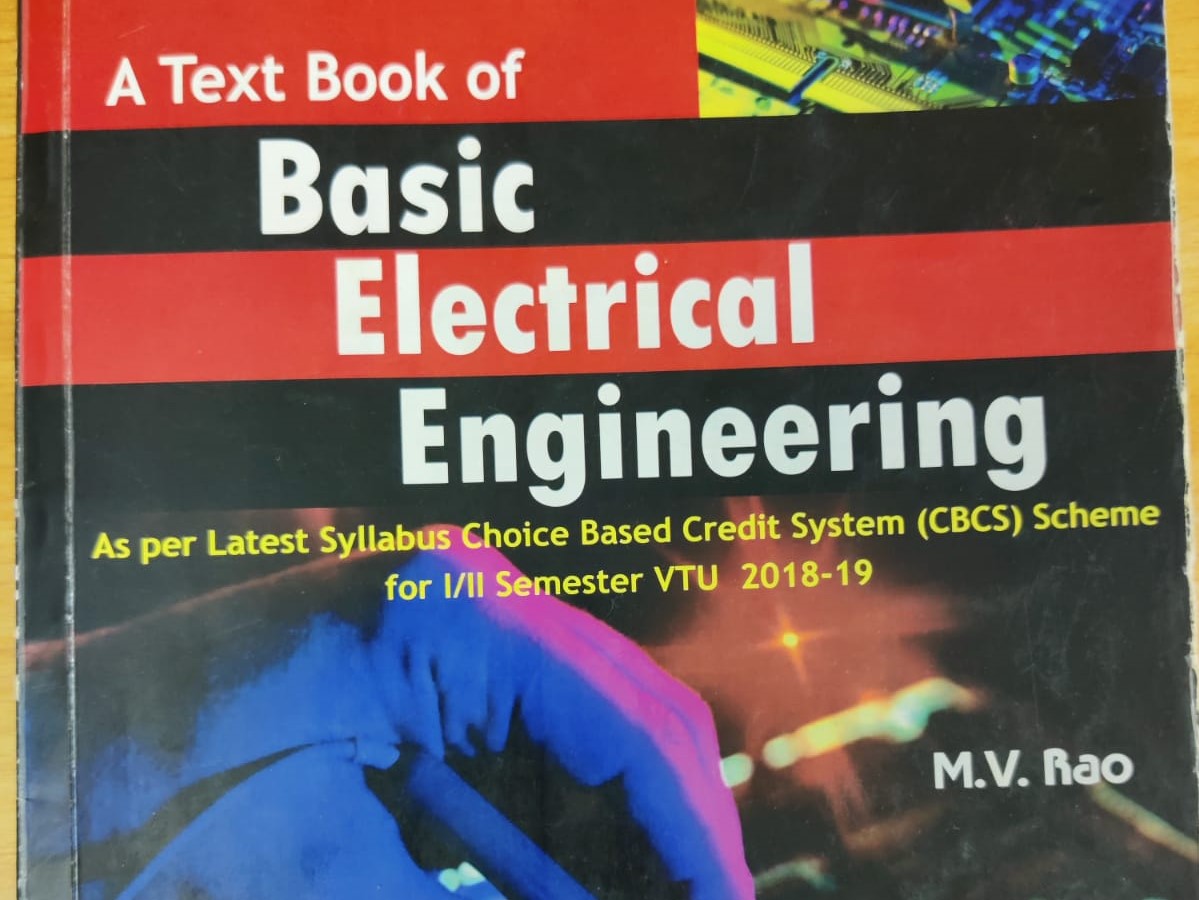 A Text Book of
Basic
Electrical
Engineering
As per Latest Syllabus Choice Based Credit System (CBCS) Scheme
for I/II Semester VTU 2018-19
M.V. Rao